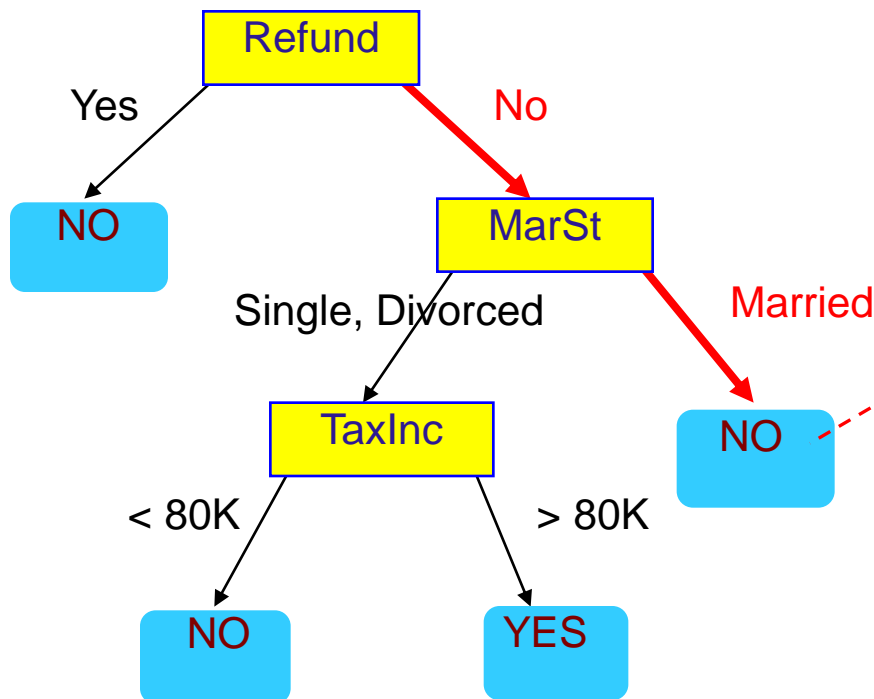 Refund
Yes
No
NO
MarSt
Single, Divorced
Married
TaxInc
NO
< 80K
> 80K
NO
YES